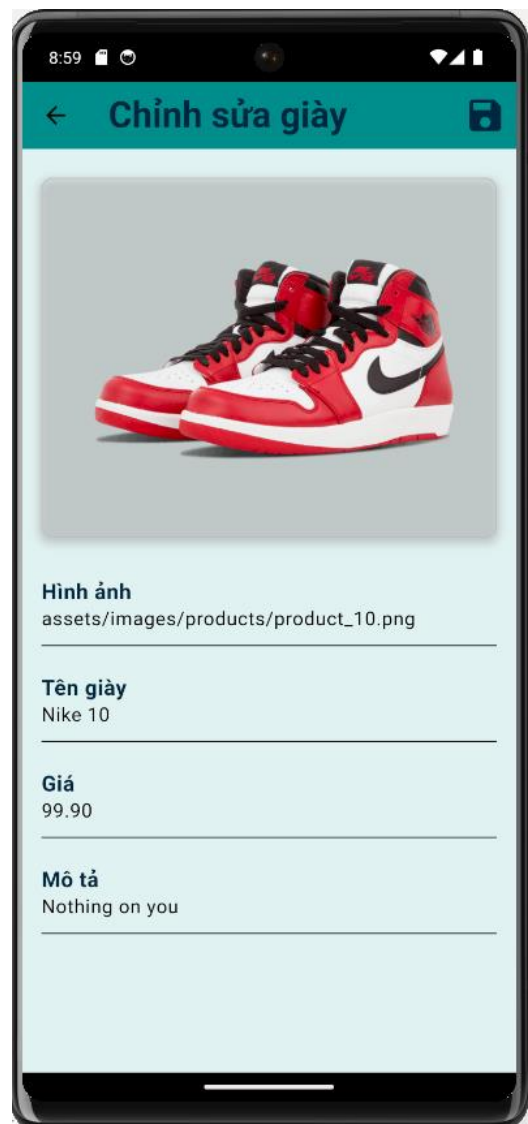 8:59
Chỉnh sửa giày
Hình ảnh
assets/images/products/product_10.png
Tên giày
Nike 10
Giá
99.90
Mô tả
Nothing on you